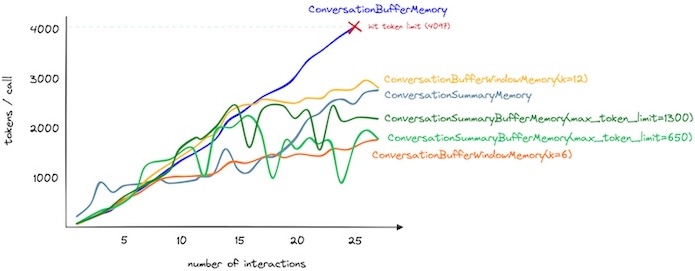 ConversationBufferMemory
hit token limit (4097)
4000
3000
2000
1000
tokens / call
ConversationBufferWindowMemory(k=12)
ConversationSummaryMemory
ConversationSummaryBufferMemory(max_token_limit=1300)
ConversationSummaryBufferMemory(max_token_limit=650)
ConversationBufferWindowMemory(k=6)
5 10 15 20 25
number of interactions